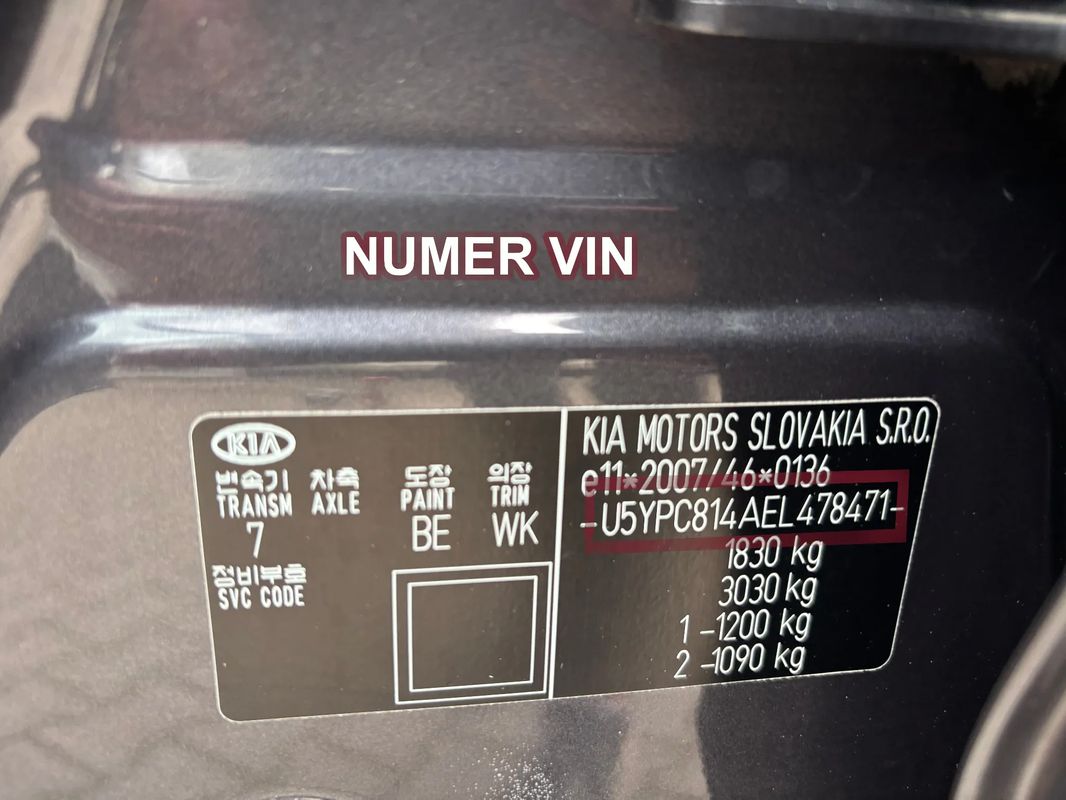 NUMER VIN
KIA
변속기 차축 도장 의장
TRANSM AXLE PAINT TRIM
7 BE WK
정비부호
SVC CODE
KIA MOTORS SLOVAKIA S.R.O.
e11*2007/46*0136
-U5YPC814AEL478471-
1830 kg
3030 kg
1 -1200 kg
2 -1090 kg